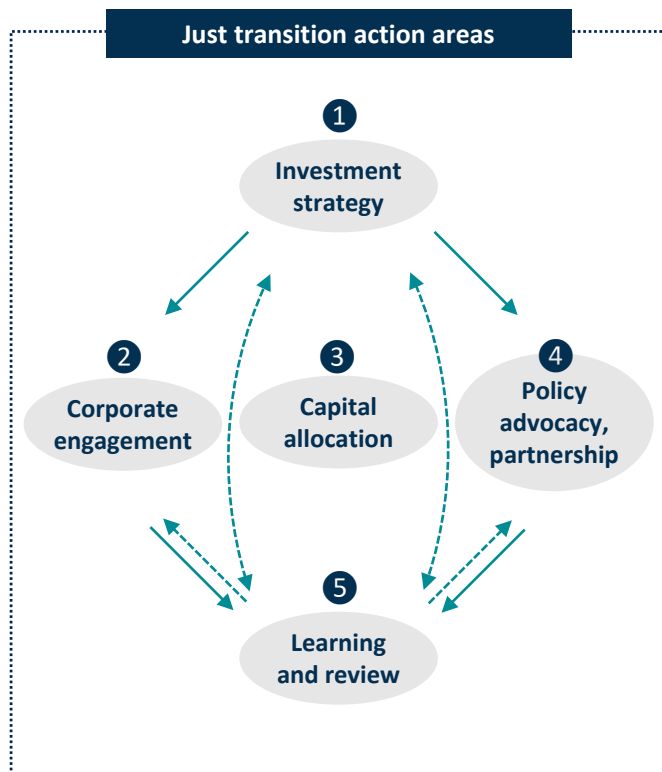 Just transition action areas
1
Investment
strategy
2
Corporate
engagement
3
Capital
allocation
4
Policy
advocacy,
partnership
5
Learning
and review